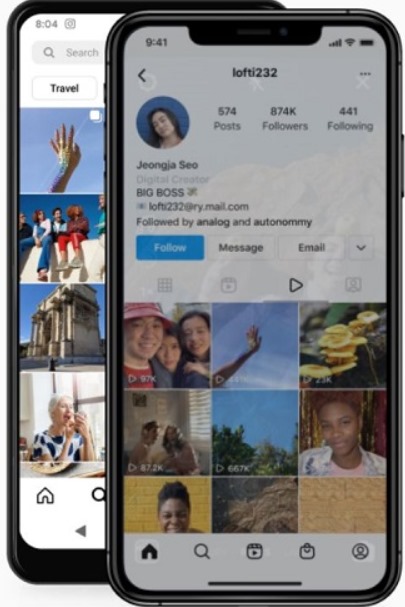 8:04
Search
Travel
9:41
lofti232
574
874K
441
Posts
Followers
Following
Jeongja Seo
Digital Creator
BIG BOSS
lofti232@ry.mail.com
Followed by analog and autonommy
Follow
Message
Email
97K
23K
87.2K
667K